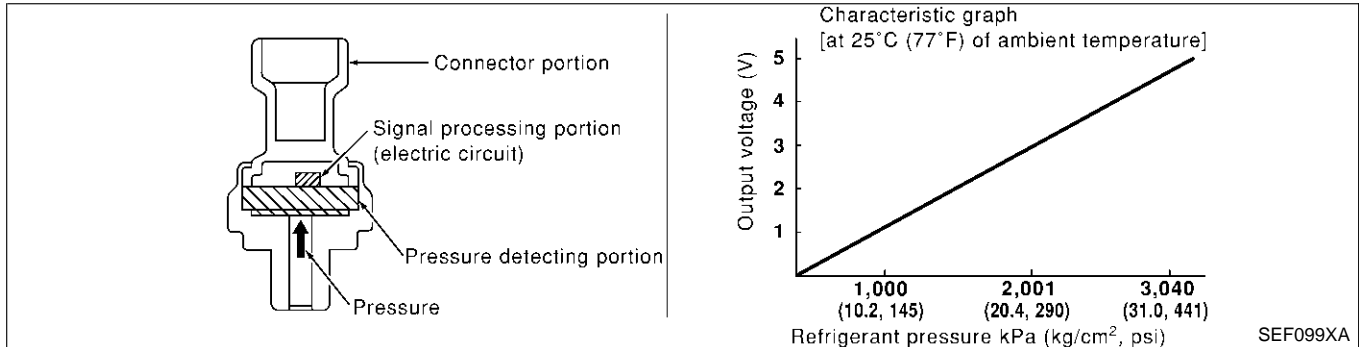 Connector portion
Signal processing portion
(electric circuit)
Pressure detecting portion
Pressure
Characteristic graph
[at 25°C (77°F) of ambient temperature]
Output voltage (V)
5
4
3
2
1
1,000 2,001 3,040
(10.2, 145) (20.4, 290) (31.0, 441)
Refrigerant pressure kPa (kg/cm², psi)
SEF099XA